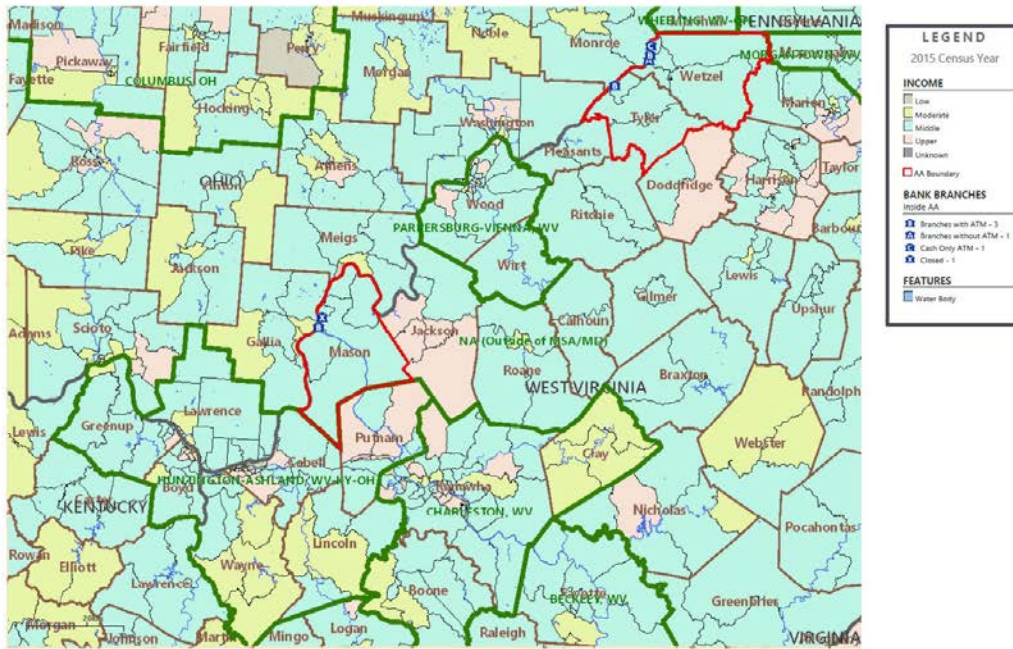 Madison
Muskingum
Noble
Monroe
WHEELING, WV-OH
PENNSYLVANIA
Pickaway
Fairfield
Perry
Fayette
COLUMBUS, OH
Morgan
Wetzel
MORGANTOWN, WV
Hocking
Marion
Washington
Tyler
Ross
Athens
Pleasants
Taylor
OHIO
Vinton
Doddridge
Harrison
Wood
Ritchie
Barbour
Meigs
PARKERSBURG-VIENNA, WV
Pike
Jackson
Wirt
Lewis
Gilmer
Upshur
Adams
Scioto
Calhoun
Gallia
Mason
Jackson
NA (Outside of MSA/MD)
Roane
WEST VIRGINIA
Braxton
Randolph
Lawrence
Greenup
Lewis
Putnam
Clay
Webster
Cabell
HUNTINGTON-ASHLAND, WV-KY-OH
Boyd
Kanawha
Carter
KENTUCKY
CHARLESTON, WV
Nicholas
Pocahontas
Lincoln
Rowan
Elliott
Wayne
Lawrence
Boone
Fayette
BECKLEY, WV
Greenbrier
Morgan
Johnson
Martin
Mingo
Logan
Raleigh
VIRGINIA
LEGEND
2015 Census Year
INCOME
Low
Moderate
Middle
Upper
Unknown
AA Boundary
BANK BRANCHES
Inside AA
Branches with ATM - 3
Branches without ATM - 1
Cash Only ATM - 1
Closed - 1
FEATURES
Water Body